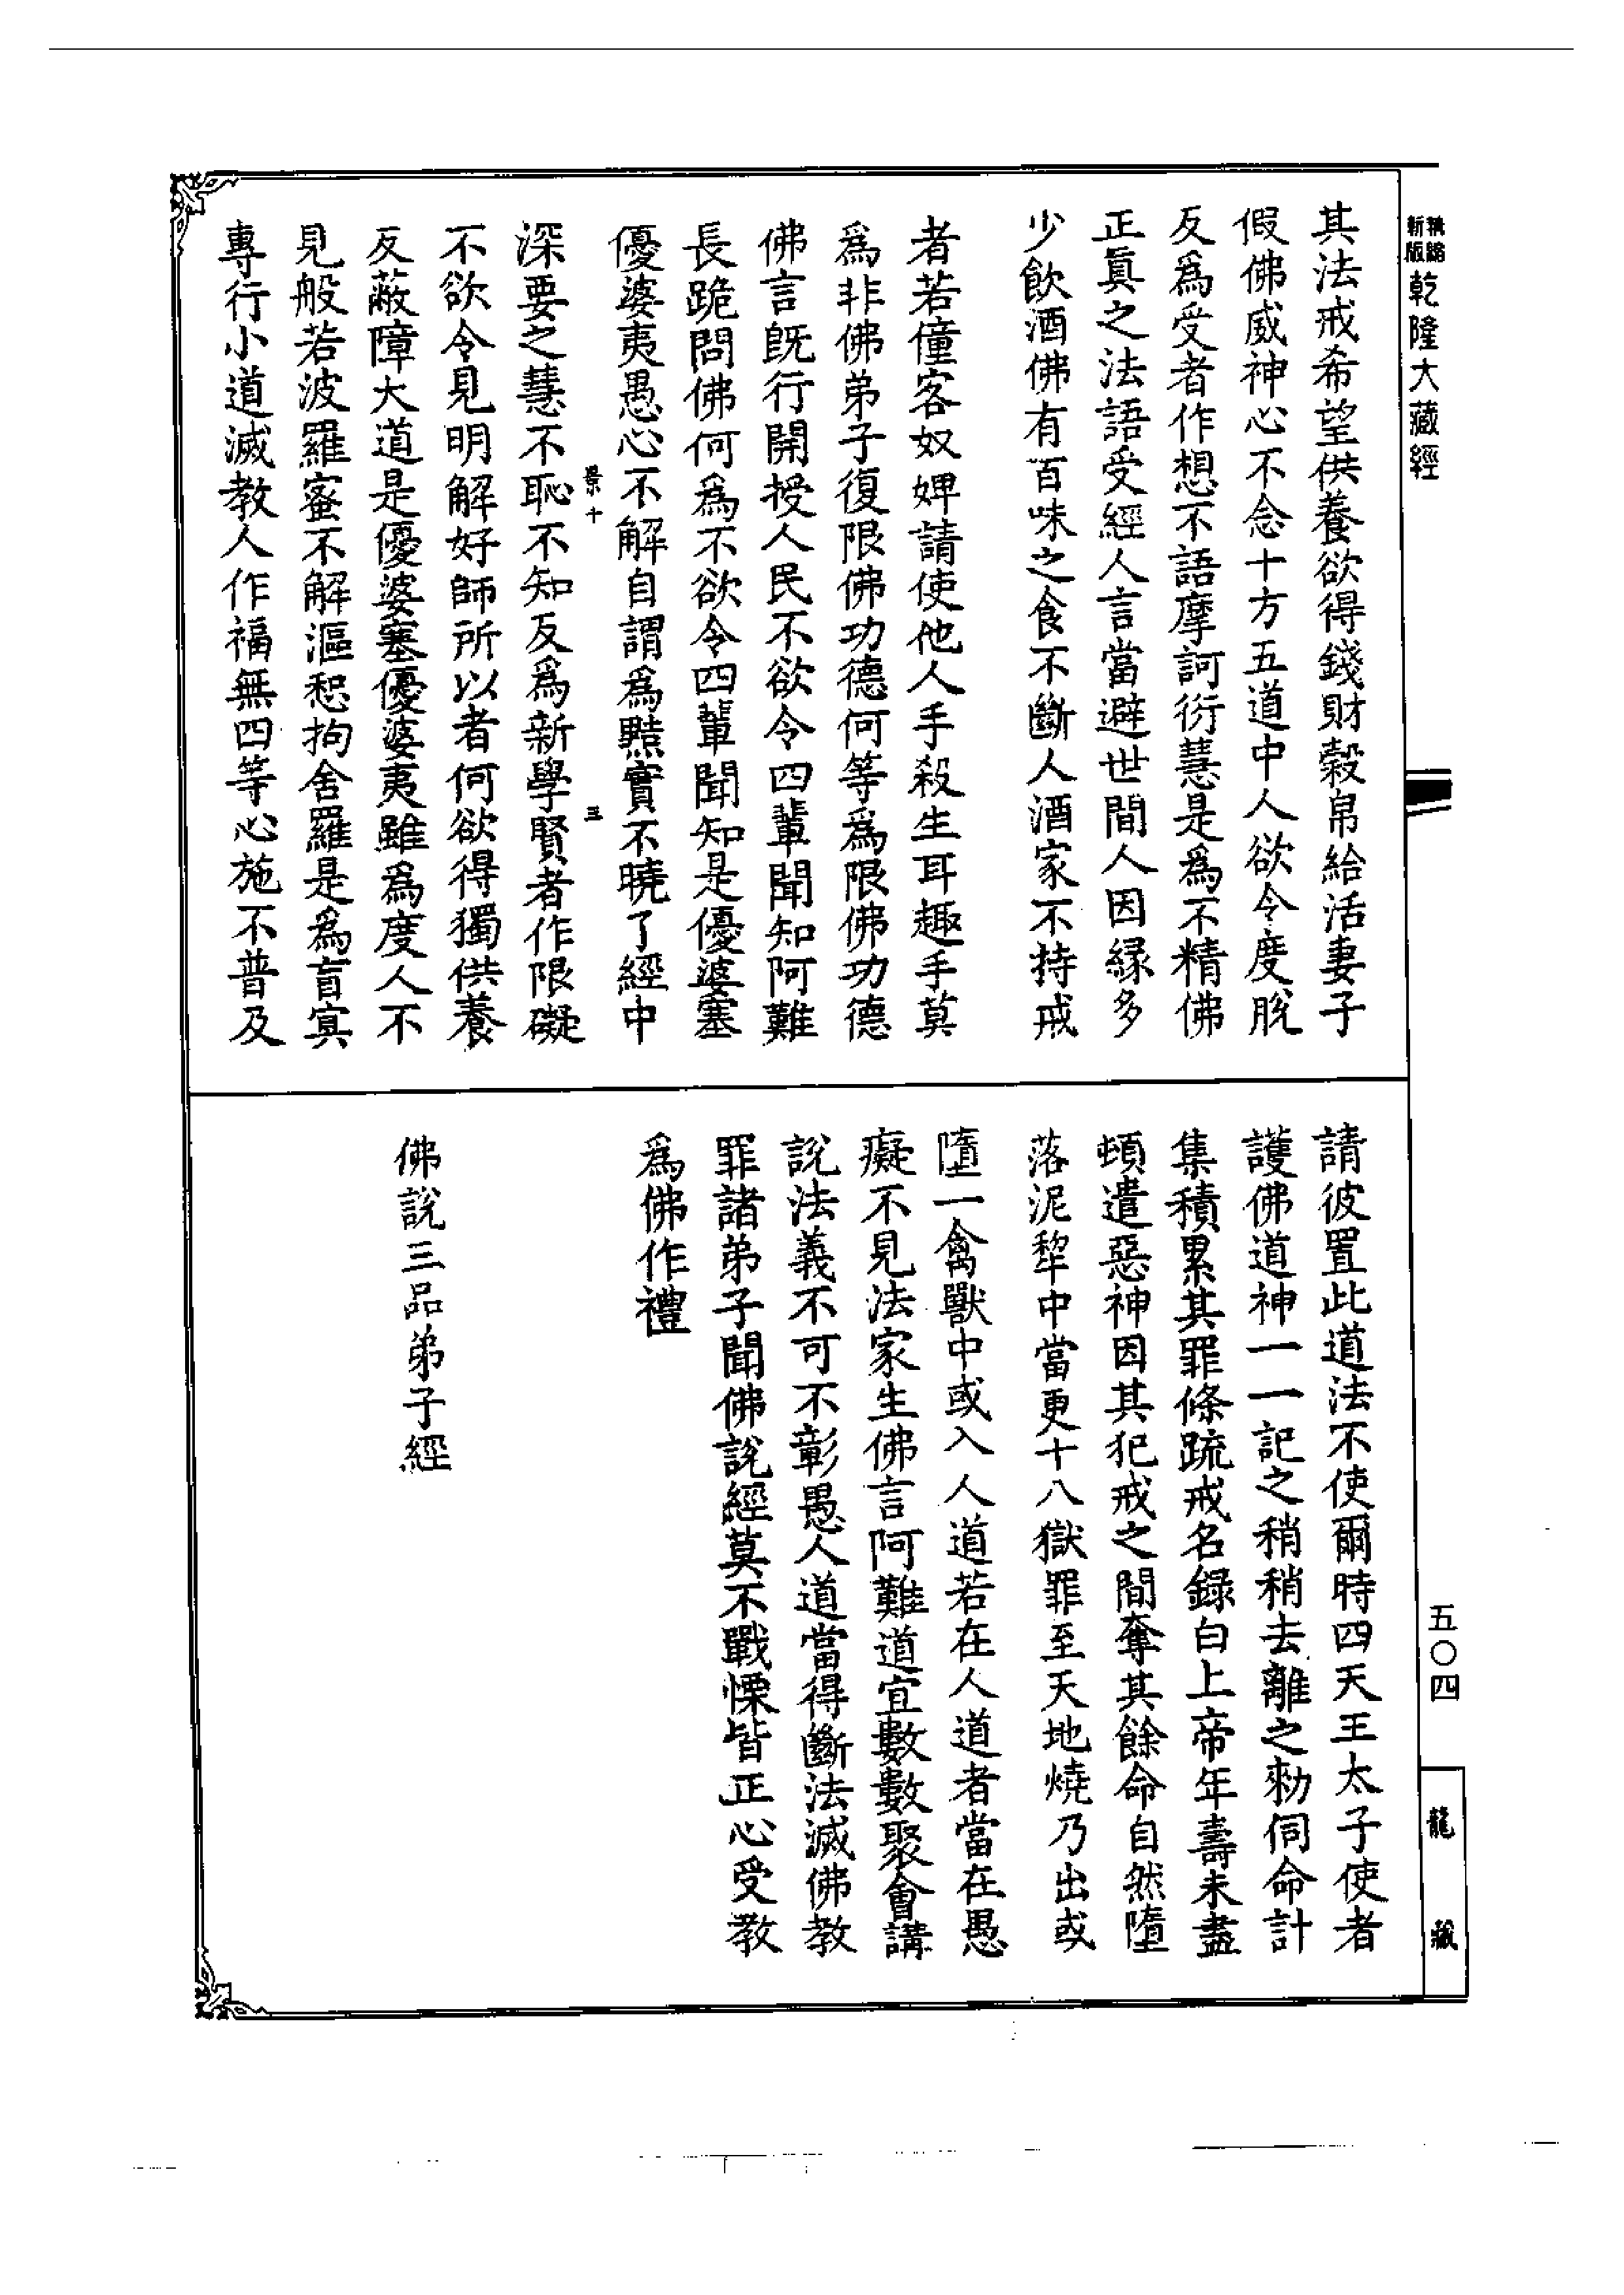 新版
乾隆大藏經
其法戒希望供養欲得錢財穀帛給活妻子
假佛威神心不念十方五道中人欲令度脫
反爲受者作想不語摩訶衍慧是爲不精佛
正眞之法語受經人言當避世間人因緣多
少飲酒佛有百味之食不斷人酒家不持戒
者若僮客奴婢請使他人手殺生耳趣手莫
爲非佛弟子復限佛功德何等爲限佛功德
佛言旣行開授人民不欲令四輩聞知阿難
長跪問佛何爲不欲令四輩聞知是優婆塞
優婆夷愚心不解自謂爲黠實不曉了經中
景十 三
深要之慧不恥不知反爲新學賢者作限礙
不欲令見明解好師所以者何欲得獨供養
反蔽障大道是優婆塞優婆夷雖爲度人不
見般若波羅蜜不解漚恕拘舍羅是爲盲冥
專行小道滅教人作福無四等心施不普及
請彼置此道法不使爾時四天王太子使者
護佛道神一一記之稍稍去離之勑伺命計
集積累其罪條疏戒名錄白上帝年壽未盡
頓遣惡神因其犯戒之間奪其餘命自然墮
落泥犂中當更十八獄罪至天地燒乃出或
墮一禽獸中或入人道若在人道者當在愚
癡不見法家生佛言阿難道宜數數聚會講
說法義不可不彰愚人道當得斷法滅佛教
罪諸弟子聞佛說經莫不戰慄皆正心受教
爲佛作禮
佛說三品弟子經
五〇四
龍藏